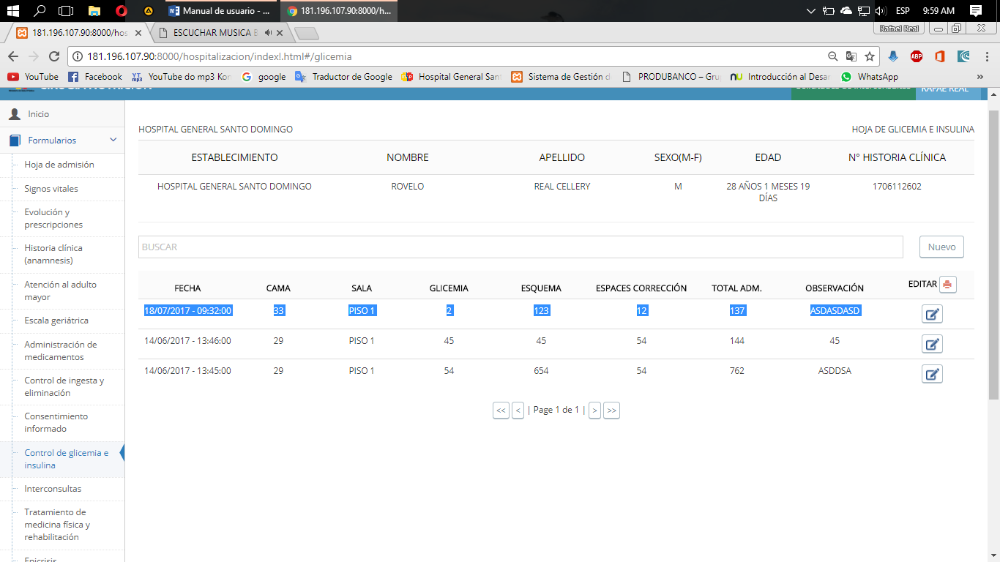 Manual de usuario - ...
181.196.107.90:8000/h...
ESP
9:59 AM
181.196.107.90:8000/hos
ESCUCHAR MUSICA
Rafael Real
181.196.107.90:8000/hospitalizacion/index!.html#/glicemia
YouTube
Facebook
YouTube do mp3 Kon
google
Traductor de Google
Hospital General Sant
Sistema de Gestión d
PRODUBANCO – Grup
Introducción al Desar
WhatsApp
»
RAFAE REAL
Inicio
Formularios
Hoja de admisión
Signos vitales
Evolución y
prescripciones
Historia clínica
(anamnesis)
Atención al adulto
mayor
Escala geriátrica
Administración de
medicamentos
Control de ingesta y
eliminación
Consentimiento
informado
Control de glicemia e
insulina
Interconsultas
Tratamiento de
medicina física y
rehabilitación
Epicrisis
HOSPITAL GENERAL SANTO DOMINGO HOJA DE GLICEMIA E INSULINA
ESTABLECIMIENTO NOMBRE APELLIDO SEXO(M-F) EDAD N° HISTORIA CLÍNICA
HOSPITAL GENERAL SANTO DOMINGO ROVELO REAL CELLERY M 28 AÑOS 1 MESES 19 1706112602
DÍAS
BUSCAR Nuevo
FECHA CAMA SALA GLICEMIA ESQUEMA ESPACES CORRECCIÓN TOTAL ADM. OBSERVACIÓN EDITAR
18/07/2017 - 09:32:00 33 PISO 1 2 123 12 137 ASDASDASD
14/06/2017 - 13:46:00 29 PISO 1 45 45 54 144 45
14/06/2017 - 13:45:00 29 PISO 1 54 654 54 762 ASDDSA
<< < | Page 1 de 1 | > >>